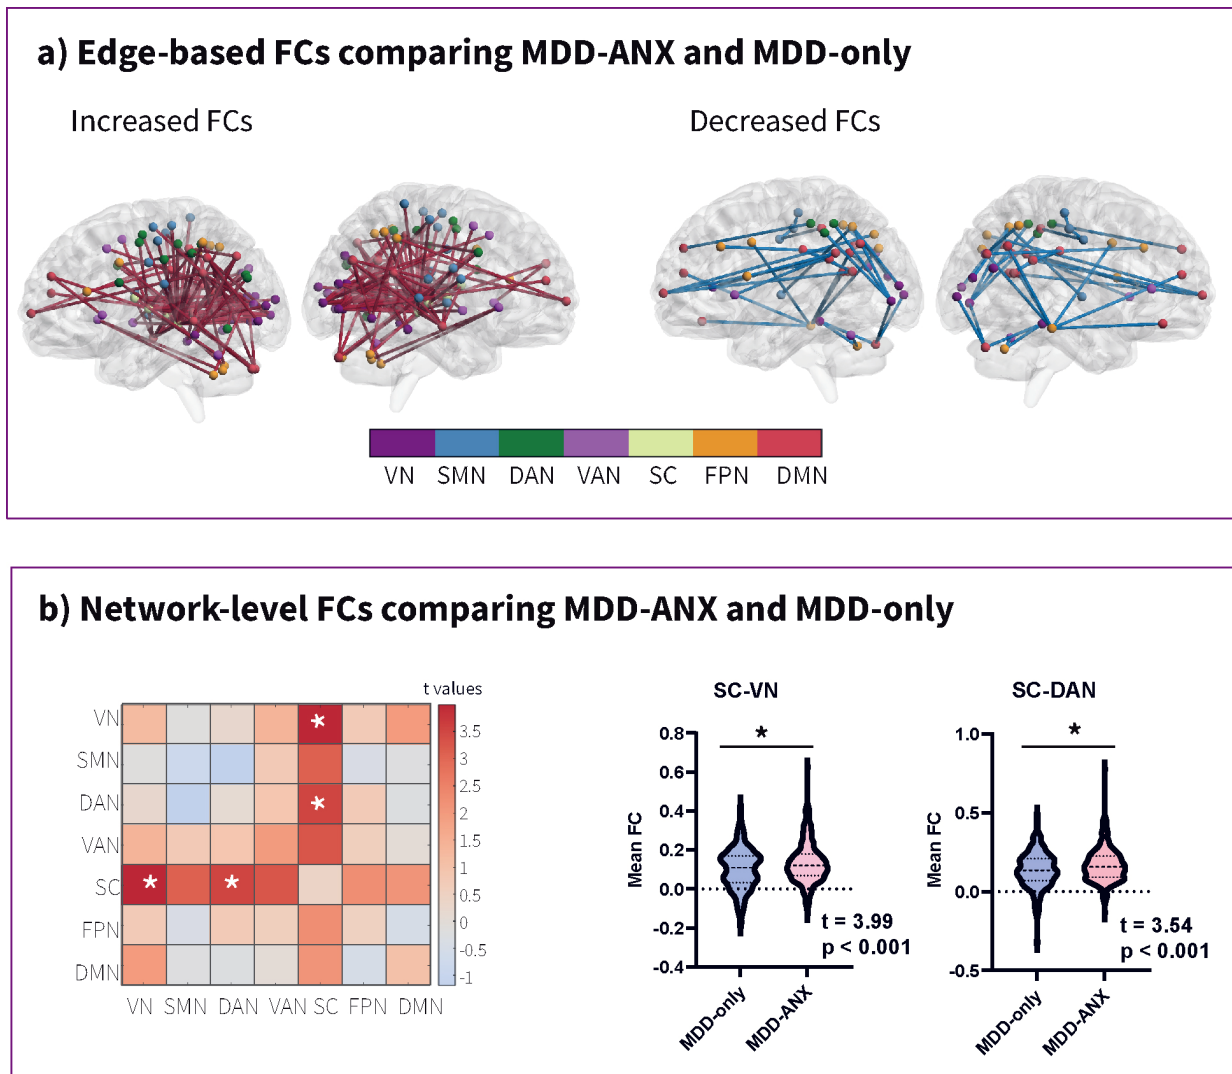 a) Edge-based FCs comparing MDD-ANX and MDD-only
Increased FCs
Decreased FCs
VN SMN DAN VAN SC FPN DMN
b) Network-level FCs comparing MDD-ANX and MDD-only
t values
VN
SMN
DAN
VAN
SC
FPN
DMN
* 
*
* *
VN SMN DAN VAN SC FPN DMN
3.5
3
2.5
2
1.5
1
0.5
0
-0.5
-1
SC-VN
*
Mean FC
0.8
0.6
0.4
0.2
0.0
-0.2
-0.4
t = 3.99
p < 0.001
MDD-only
MDD-ANX
SC-DAN
*
Mean FC
1.0
0.5
0.0
-0.5
t = 3.54
p < 0.001
MDD-only
MDD-ANX